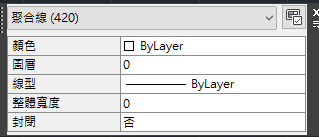 聚合線 (420)
顏色 ByLayer
圖層 0
線型 ByLayer
整體寬度 0
封閉 否